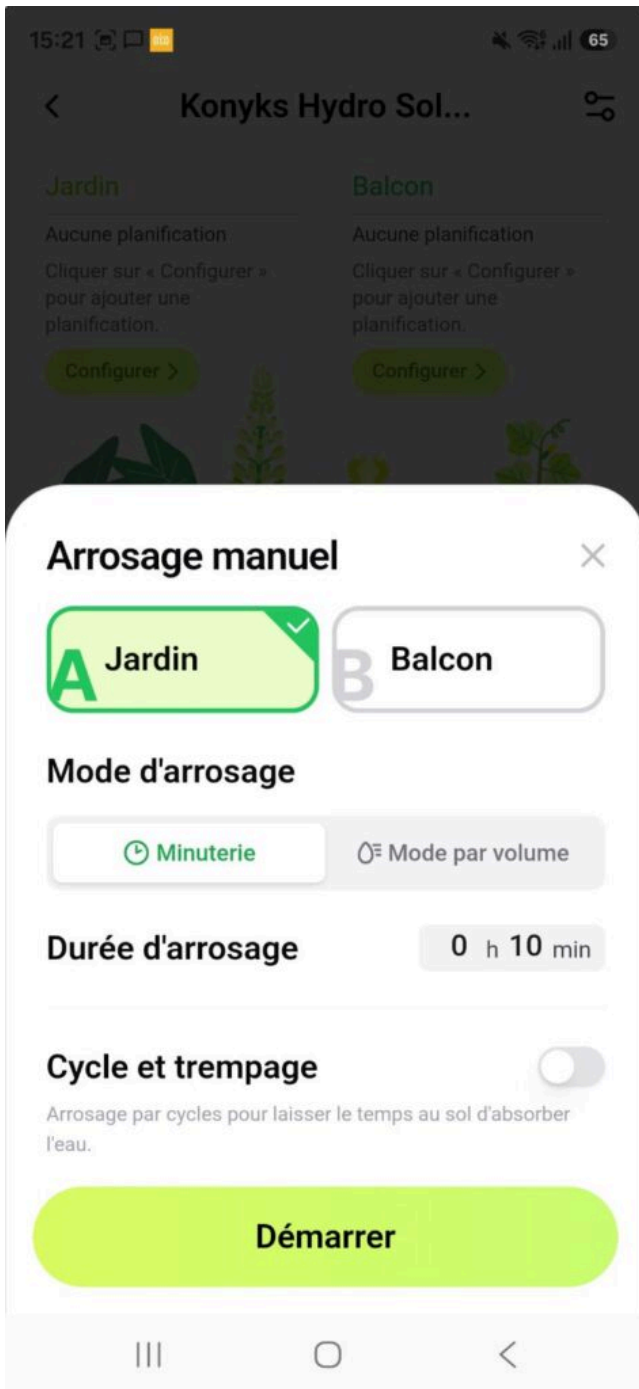 15:21
65
Konyks Hydro Sol...
Jardin
Balcon
Aucune planification
Aucune planification
Cliquer sur « Configurer »
pour ajouter une
planification.
Cliquer sur « Configurer »
pour ajouter une
planification.
Configurer >
Configurer >
Arrosage manuel
A Jardin
B Balcon
Mode d'arrosage
Minuterie
Mode par volume
Durée d'arrosage
0 h 10 min
Cycle et trempage
Arrosage par cycles pour laisser le temps au sol d'absorber
l'eau.
Démarrer